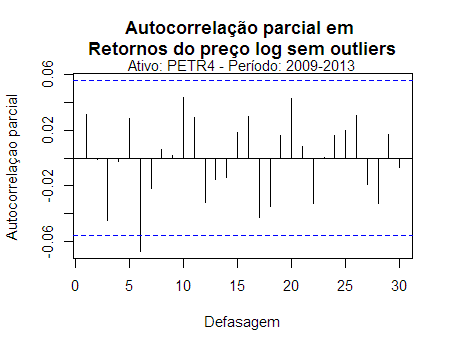 Autocorrelação parcial em
Retornos do preço log sem outliers
Ativo: PETR4 - Período: 2009-2013
Autocorrelaçao parcial
0.06
0.02
-0.02
-0.06
0 5 10 15 20 25 30
Defasagem